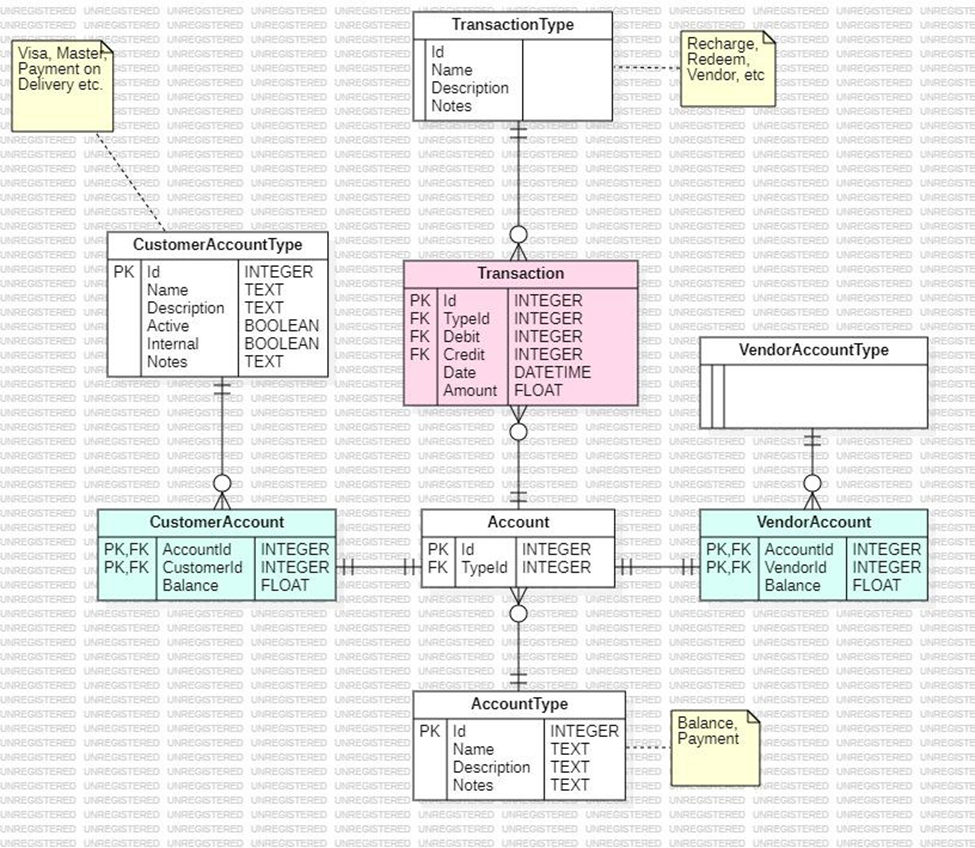 TransactionType
Id
Name
Description
Notes
Visa, Master,
Payment on
Delivery etc.
Recharge,
Redeem,
Vendor, etc
CustomerAccountType
PK Id INTEGER
Name TEXT
Description TEXT
Active BOOLEAN
Internal BOOLEAN
Notes TEXT
Transaction
PK Id INTEGER
FK TypeId INTEGER
FK Debit INTEGER
FK Credit INTEGER
Date DATETIME
Amount FLOAT
VendorAccountType
CustomerAccount
PK,FK AccountId INTEGER
PK,FK CustomerId INTEGER
Balance FLOAT
Account
PK Id INTEGER
FK TypeId INTEGER
VendorAccount
PK,FK AccountId INTEGER
PK,FK VendorId INTEGER
Balance FLOAT
AccountType
PK Id INTEGER
Name TEXT
Description TEXT
Notes TEXT
Balance,
Payment
UNREGISTERED